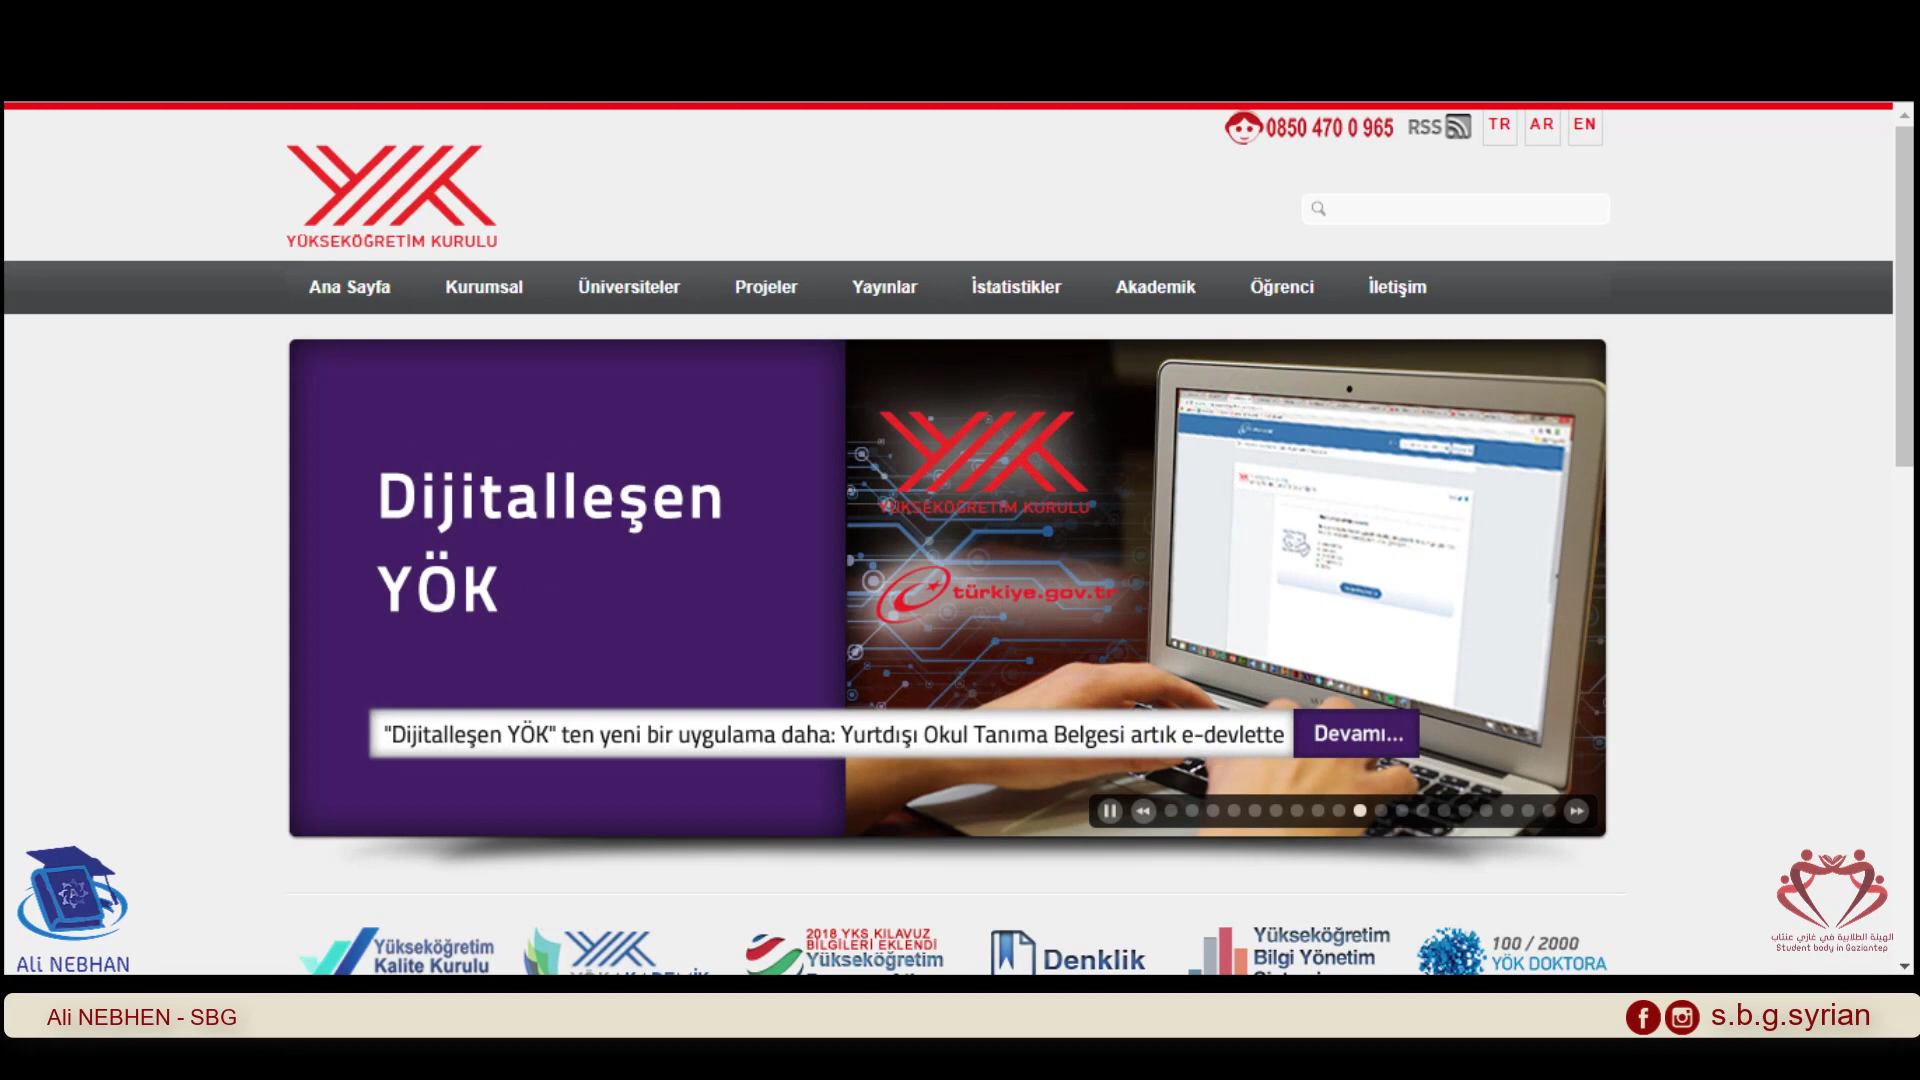 0850 470 0 965 RSS TR AR EN
YÜKSEKÖĞRETİM KURULU
Ana Sayfa Kurumsal Üniversiteler Projeler Yayınlar İstatistikler Akademik Öğrenci İletişim
Dijitalleşen
YÖK
YÜKSEKÖĞRETİM KURULU
türkiye.gov.tr
"Dijitalleşen YÖK" ten yeni bir uygulama daha: Yurtdışı Okul Tanıma Belgesi artık e-devlette Devamı...
Yükseköğretim
Kalite Kurulu
2018 YKS KILAVUZ
BİLGİLERİ EKLENDİ
Yükseköğretim
Denklik
Yükseköğretim
Bilgi Yönetim
100 / 2000
YÖK DOKTORA
ALi NEBHAN
الهيئة الطلابية في غازي عنتاب
Student body in Gaziantep
Ali NEBHEN - SBG
s.b.g.syrian